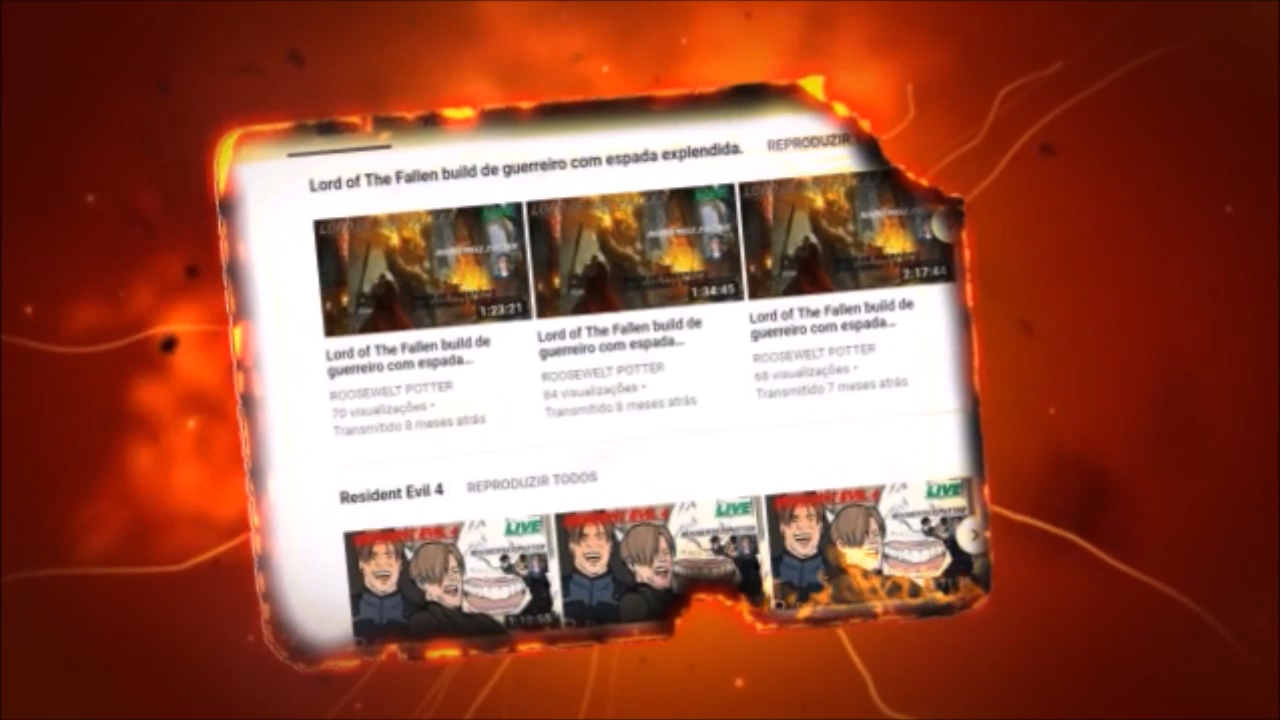 Lord of The Fallen build de guerreiro com espada explendida.
REPRODUZIR
1:23:21
1:34:45
2:17:44
Lord of The Fallen build de
guerreiro com espada...
ROOSEWELT POTTER
70 visualizações •
Transmitido 8 meses atrás
Lord of The Fallen build de
guerreiro com espada...
ROOSEWELT POTTER
84 visualizações •
Transmitido 8 meses atrás
Lord of The Fallen build de
guerreiro com espada...
ROOSEWELT POTTER
68 visualizações •
Transmitido 7 meses atrás
Resident Evil 4
REPRODUZIR TODOS
LIVE
LIVE
LIVE